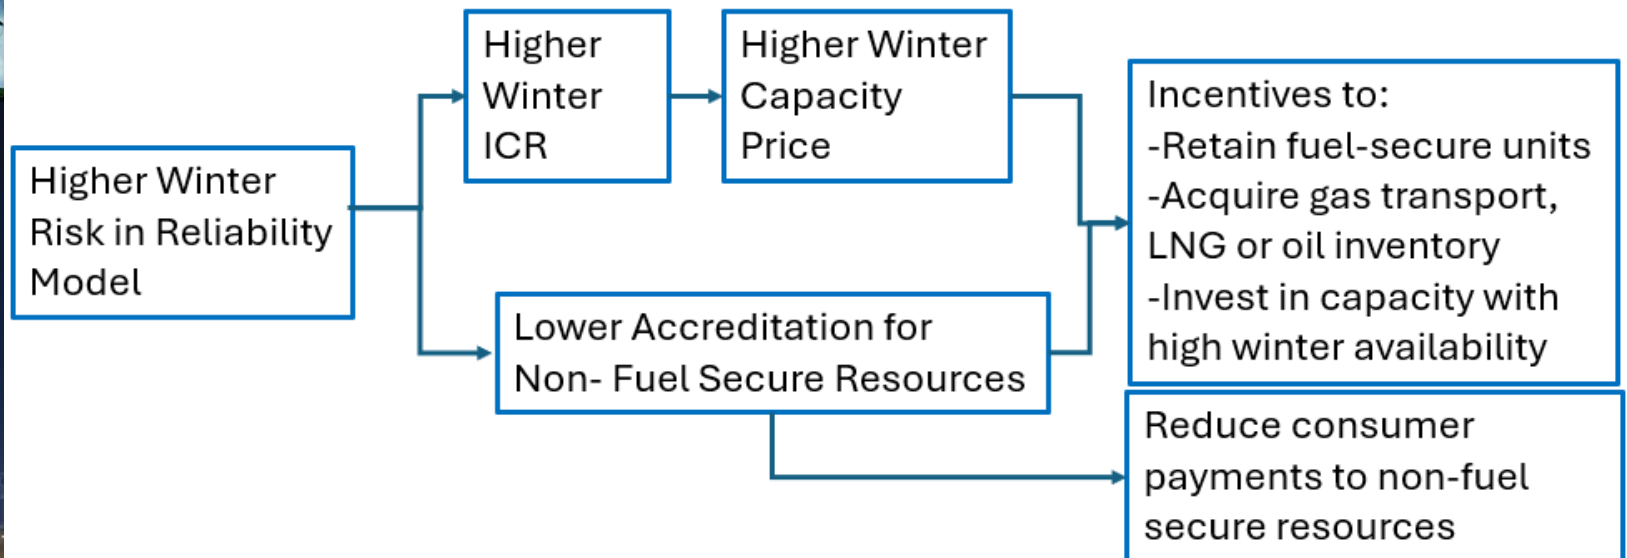 Higher Winter
Risk in Reliability
Model
Higher
Winter
ICR
Higher Winter
Capacity
Price
Lower Accreditation for
Non- Fuel Secure Resources
Incentives to:
-Retain fuel-secure units
-Acquire gas transport,
LNG or oil inventory
-Invest in capacity with
high winter availability
Reduce consumer
payments to non-fuel
secure resources